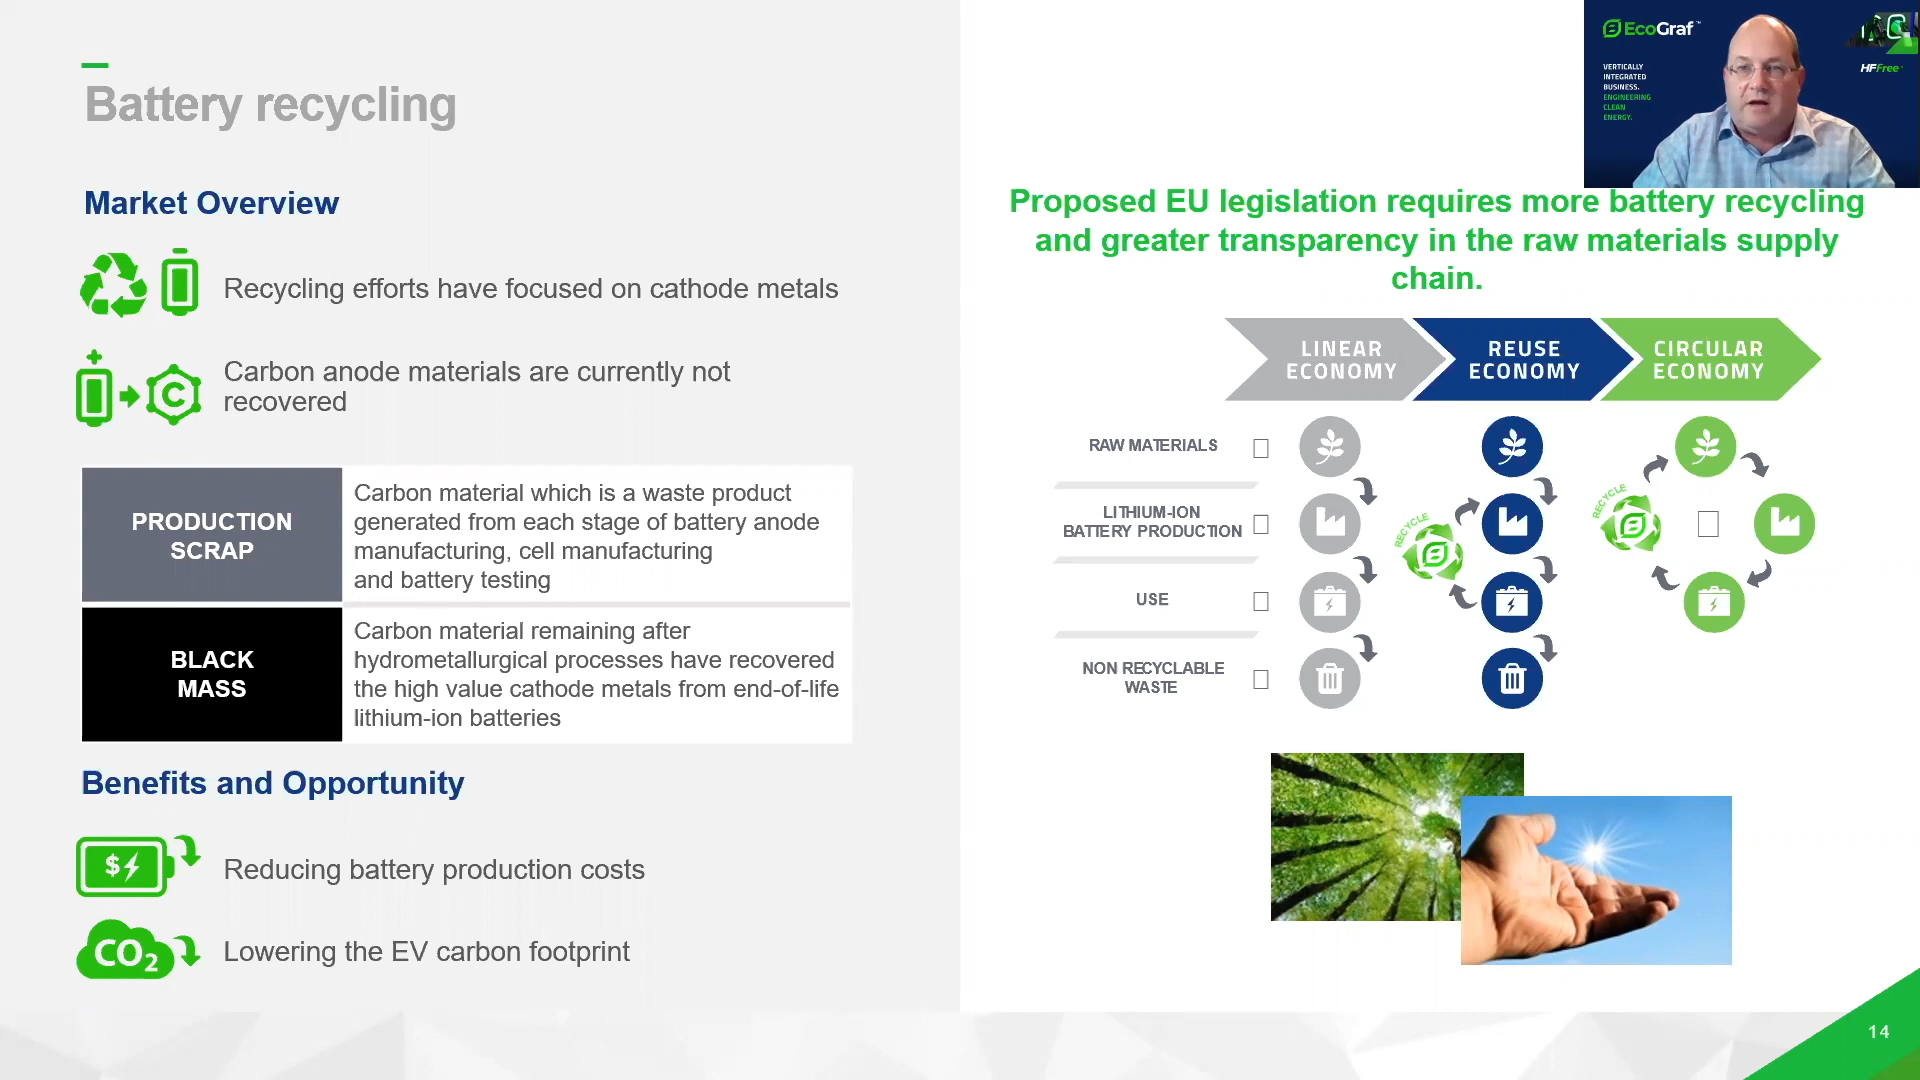 Battery recycling
Market Overview
Recycling efforts have focused on cathode metals
Carbon anode materials are currently not
recovered
C
PRODUCTION
SCRAP
Carbon material which is a waste product
generated from each stage of battery anode
manufacturing, cell manufacturing
and battery testing
BLACK
MASS
Carbon material remaining after
hydrometallurgical processes have recovered
the high value cathode metals from end-of-life
lithium-ion batteries
Benefits and Opportunity
$
Reducing battery production costs
CO2
Lowering the EV carbon footprint
EcoGraf™
VERTICALLY
INTEGRATED
BUSINESS.
ENGINEERING
CLEAN
ENERGY.
HFFree™
Proposed EU legislation requires more battery recycling
and greater transparency in the raw materials supply
chain.
LINEAR
ECONOMY
REUSE
ECONOMY
CIRCULAR
ECONOMY
RAW MATERIALS
LITHIUM-ION
BATTERY PRODUCTION
USE
NON RECYCLABLE
WASTE
RECYCLE
RECYCLE
14